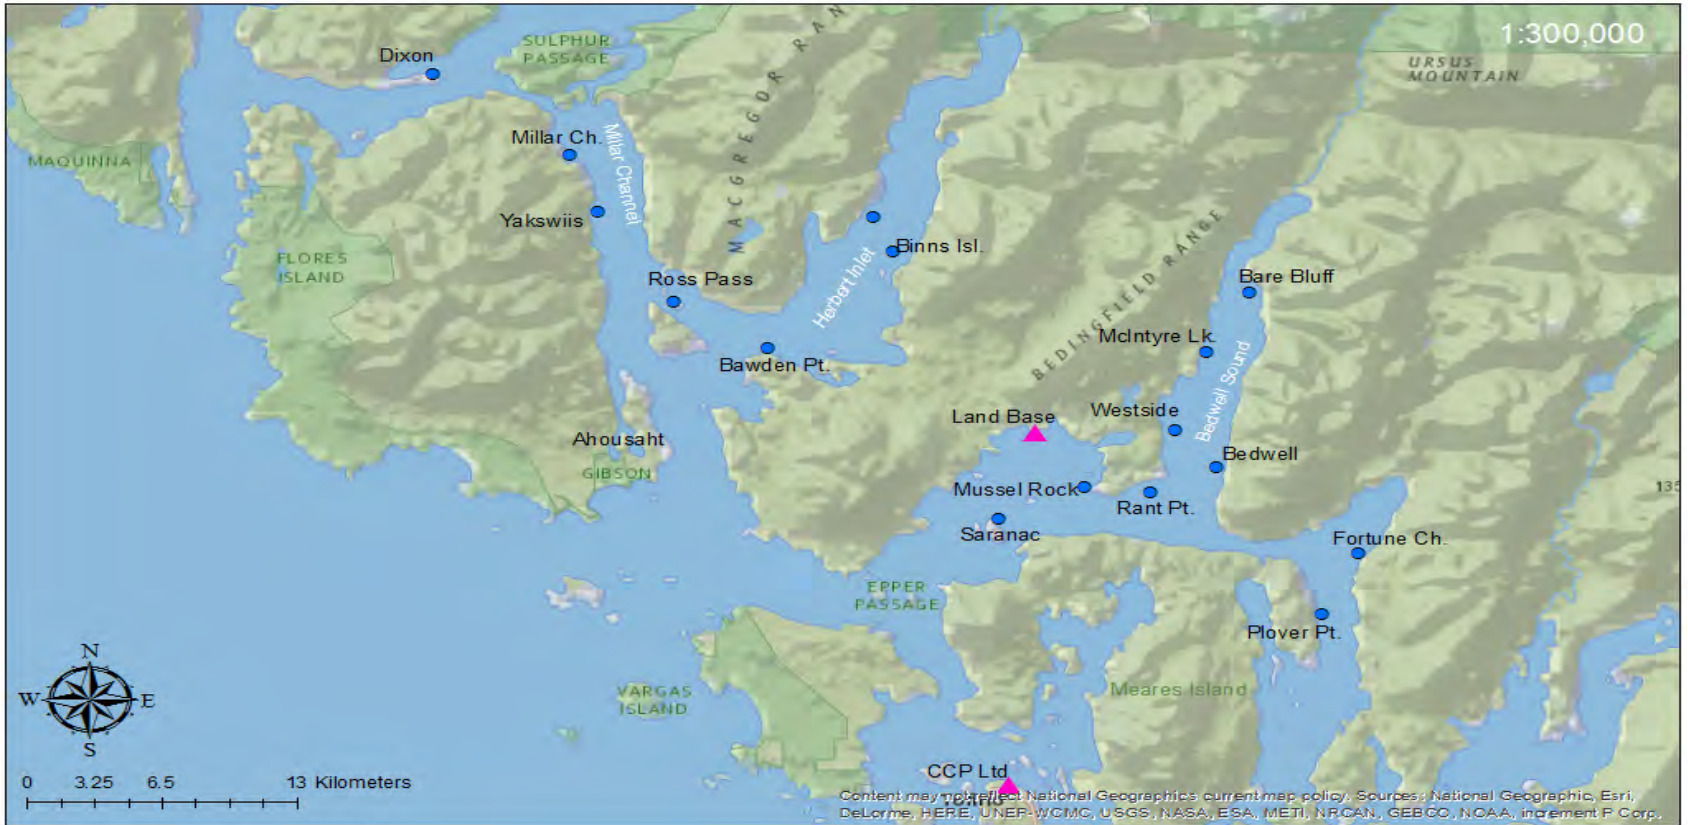 1:300,000
Dixon
SULPHUR
PASSAGE
MACGREGOR RAN
URSUS
MOUNTAIN
Millar Ch.
Millar Channel
MAQUINNA
Yakswiis
Binns Isl.
Herbert Inlet
FLORES
ISLAND
Ross Pass
Bare Bluff
BEDINGFIELD RANGE
McIntyre Lk.
Bawden Pt.
Bedwell Sound
Land Base
Westside
Ahousaht
GIBSON
Bedwell
Mussel Rock
Rant Pt.
135
Saranac
Fortune Ch.
EPPER
PASSAGE
Plover Pt.
N
W
E
S
VARGAS
ISLAND
Meares Island
CCP Ltd
0 3.25 6.5 13 Kilometers
Content may not reflect National Geographics current map policy. Sources: National Geographic, Esri,
DeLorme, HERE, UNEP-WCMC, USGS, NASA, ESA, METI, NRCAN, GEBCO, NOAA, increment P Corp.